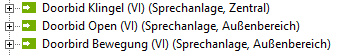 Doorbid Klingel (VI) (Sprechanlage, Zentral)
Doorbid Open (VI) (Sprechanlage, Außenbereich)
Doorbird Bewegung (VI) (Sprechanlage, Außenbereich)